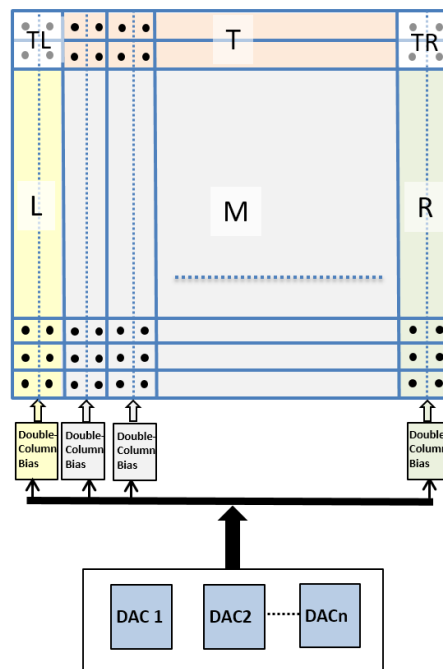 TL
T
TR
L
M
R
Double-
Column
Bias
Double-
Column
Bias
Double-
Column
Bias
Double-
Column
Bias
DAC 1
DAC2
DACn